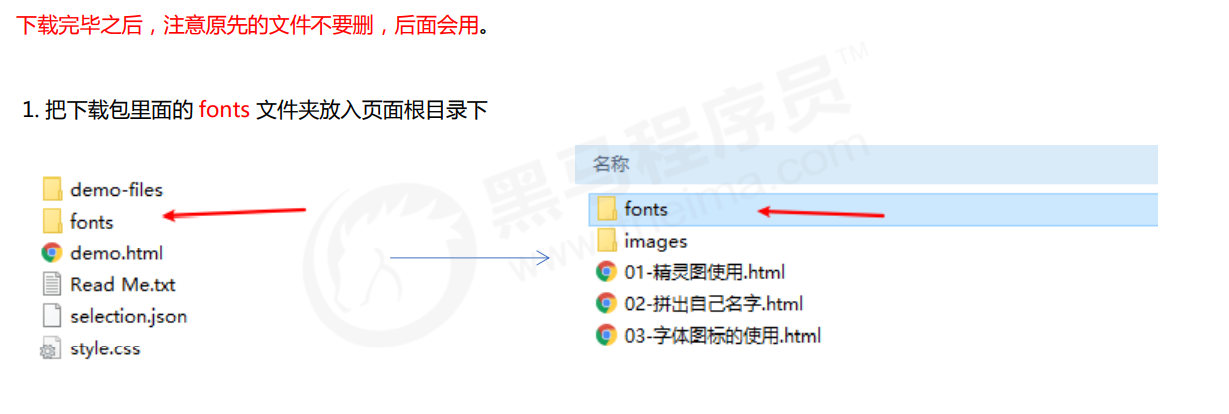 下载完毕之后，注意原先的文件不要删，后面会用。
1. 把下载包里面的 fonts 文件夹放入页面根目录下
demo-files
fonts
demo.html
Read Me.txt
selection.json
style.css
名称
fonts
images
01-精灵图使用.html
02-拼出自己名字.html
03-字体图标的使用.html
黑马程序员™
www.itheima.com